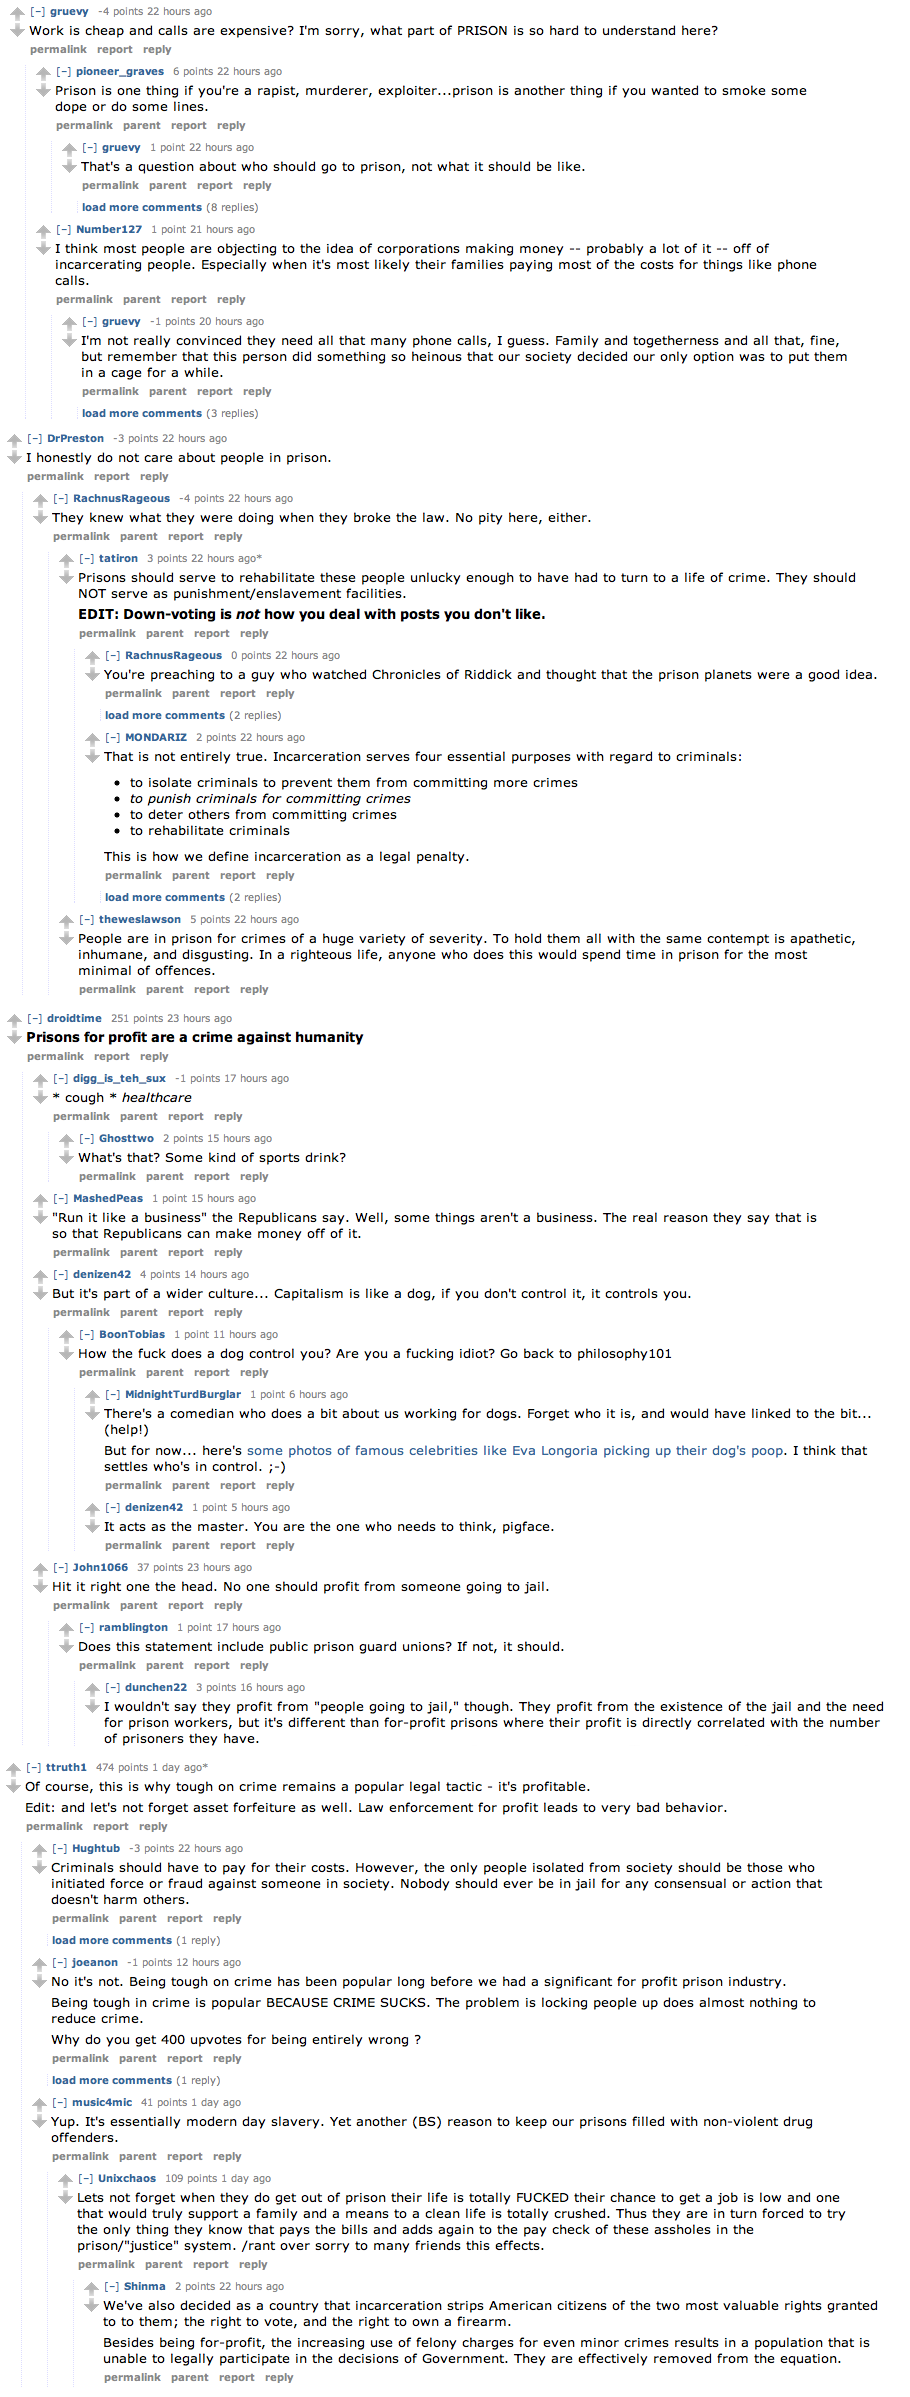 [–] gruevy -4 points 22 hours ago
Work is cheap and calls are expensive? I'm sorry, what part of PRISON is so hard to understand here?
permalink report reply
[–] pioneer_graves 6 points 22 hours ago
Prison is one thing if you're a rapist, murderer, exploiter...prison is another thing if you wanted to smoke some
dope or do some lines.
permalink parent report reply
[–] gruevy 1 point 22 hours ago
That's a question about who should go to prison, not what it should be like.
permalink parent report reply
load more comments (8 replies)
[–] Number127 1 point 21 hours ago
I think most people are objecting to the idea of corporations making money -- probably a lot of it -- off of
incarcerating people. Especially when it's most likely their families paying most of the costs for things like phone
calls.
permalink parent report reply
[–] gruevy -1 points 20 hours ago
I'm not really convinced they need all that many phone calls, I guess. Family and togetherness and all that, fine,
but remember that this person did something so heinous that our society decided our only option was to put them
in a cage for a while.
permalink parent report reply
load more comments (3 replies)
[–] DrPreston -3 points 22 hours ago
I honestly do not care about people in prison.
permalink report reply
[–] RachnusRageous -4 points 22 hours ago
They knew what they were doing when they broke the law. No pity here, either.
permalink parent report reply
[–] tatiron 3 points 22 hours ago*
Prisons should serve to rehabilitate these people unlucky enough to have had to turn to a life of crime. They should
NOT serve as punishment/enslavement facilities.
EDIT: Down-voting is not how you deal with posts you don't like.
permalink parent report reply
[–] RachnusRageous 0 points 22 hours ago
You're preaching to a guy who watched Chronicles of Riddick and thought that the prison planets were a good idea.
permalink parent report reply
load more comments (2 replies)
[–] MONDARIZ 2 points 22 hours ago
That is not entirely true. Incarceration serves four essential purposes with regard to criminals:
• to isolate criminals to prevent them from committing more crimes
• to punish criminals for committing crimes
• to deter others from committing crimes
• to rehabilitate criminals
This is how we define incarceration as a legal penalty.
permalink parent report reply
load more comments (2 replies)
[–] theweslawson 5 points 22 hours ago
People are in prison for crimes of a huge variety of severity. To hold them all with the same contempt is apathetic,
inhumane, and disgusting. In a righteous life, anyone who does this would spend time in prison for the most
minimal of offences.
permalink parent report reply
[–] droidtime 251 points 23 hours ago
Prisons for profit are a crime against humanity
permalink report reply
[–] digg_is_teh_sux -1 points 17 hours ago
* cough * healthcare
permalink parent report reply
[–] Ghosttwo 2 points 15 hours ago
What's that? Some kind of sports drink?
permalink parent report reply
[–] MashedPeas 1 point 15 hours ago
"Run it like a business" the Republicans say. Well, some things aren't a business. The real reason they say that is
so that Republicans can make money off of it.
permalink parent report reply
[–] denizen42 4 points 14 hours ago
But it's part of a wider culture... Capitalism is like a dog, if you don't control it, it controls you.
permalink parent report reply
[–] BoonTobias 1 point 11 hours ago
How the fuck does a dog control you? Are you a fucking idiot? Go back to philosophy101
permalink parent report reply
[–] MidnightTurdBurglar 1 point 6 hours ago
There's a comedian who does a bit about us working for dogs. Forget who it is, and would have linked to the bit...
(help!)
But for now... here's some photos of famous celebrities like Eva Longoria picking up their dog's poop. I think that
settles who's in control. ;-)
permalink parent report reply
[–] denizen42 1 point 5 hours ago
It acts as the master. You are the one who needs to think, pigface.
permalink parent report reply
[–] John1066 37 points 23 hours ago
Hit it right one the head. No one should profit from someone going to jail.
permalink parent report reply
[–] ramblington 1 point 17 hours ago
Does this statement include public prison guard unions? If not, it should.
permalink parent report reply
[–] dunchen22 3 points 16 hours ago
I wouldn't say they profit from "people going to jail," though. They profit from the existence of the jail and the need
for prison workers, but it's different than for-profit prisons where their profit is directly correlated with the number
of prisoners they have.
[–] ttruth1 474 points 1 day ago*
Of course, this is why tough on crime remains a popular legal tactic - it's profitable.
Edit: and let's not forget asset forfeiture as well. Law enforcement for profit leads to very bad behavior.
permalink report reply
[–] Hughtub -3 points 22 hours ago
Criminals should have to pay for their costs. However, the only people isolated from society should be those who
initiated force or fraud against someone in society. Nobody should ever be in jail for any consensual or action that
doesn't harm others.
permalink parent report reply
load more comments (1 reply)
[–] joeanon -1 points 12 hours ago
No it's not. Being tough on crime has been popular long before we had a significant for profit prison industry.
Being tough in crime is popular BECAUSE CRIME SUCKS. The problem is locking people up does almost nothing to
reduce crime.
Why do you get 400 upvotes for being entirely wrong ?
permalink parent report reply
load more comments (1 reply)
[–] music4mic 41 points 1 day ago
Yup. It's essentially modern day slavery. Yet another (BS) reason to keep our prisons filled with non-violent drug
offenders.
permalink parent report reply
[–] Unixchaos 109 points 1 day ago
Lets not forget when they do get out of prison their life is totally FUCKED their chance to get a job is low and one
that would truly support a family and a means to a clean life is totally crushed. Thus they are in turn forced to try
the only thing they know that pays the bills and adds again to the pay check of these assholes in the
prison/"justice" system. /rant over sorry to many friends this effects.
permalink parent report reply
[–] Shinma 2 points 22 hours ago
We've also decided as a country that incarceration strips American citizens of the two most valuable rights granted
to to them; the right to vote, and the right to own a firearm.
Besides being for-profit, the increasing use of felony charges for even minor crimes results in a population that is
unable to legally participate in the decisions of Government. They are effectively removed from the equation.
permalink parent report reply